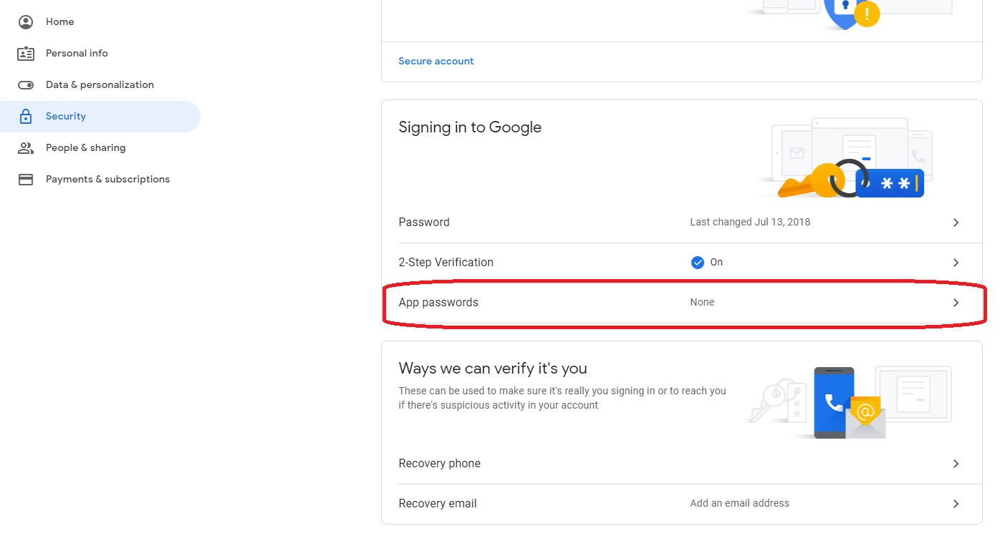 Home
Personal info
Data & personalization
Security
People & sharing
Payments & subscriptions
Secure account
Signing in to Google
Password
Last changed Jul 13, 2018
2-Step Verification
On
App passwords
None
Ways we can verify it's you
These can be used to make sure it's really you signing in or to reach you
if there's suspicious activity in your account
Recovery phone
Recovery email
Add an email address